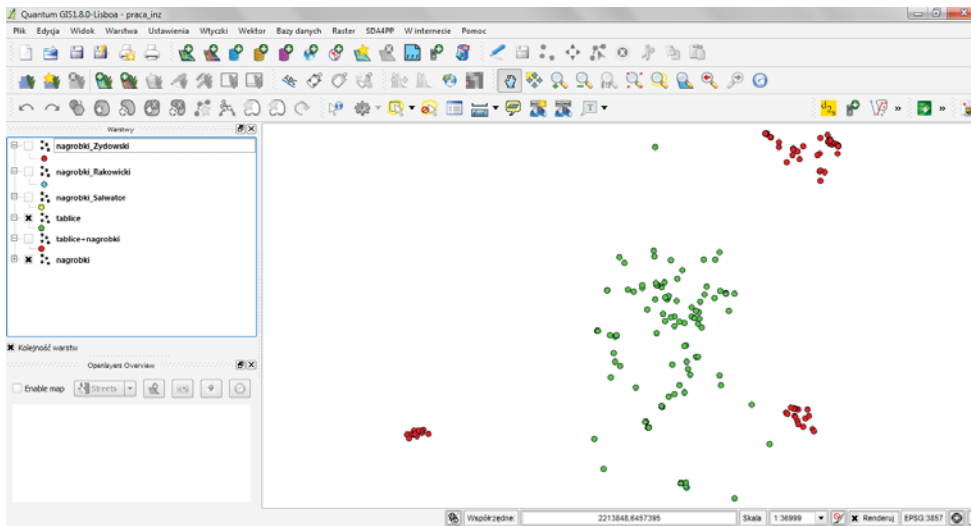 Quantum GIS1.8.0-Lisboa - praca_inz
Plik Edycja Widok Warstwa Ustawienia Wtyczki Wektor Bazy danych Raster SDA4PP W internecie Pomoc
Warstwy
nagrobki_Zydowski
nagrobki_Rakowicki
nagrobki_Salwator
tablice
tablice+nagrobki
nagrobki
Kolejność warstw
Openlayers Overview
Enable map Streets
Współrzędne: 2213848,6457395 Skala 1:36999 Renderuj EPSG:3857